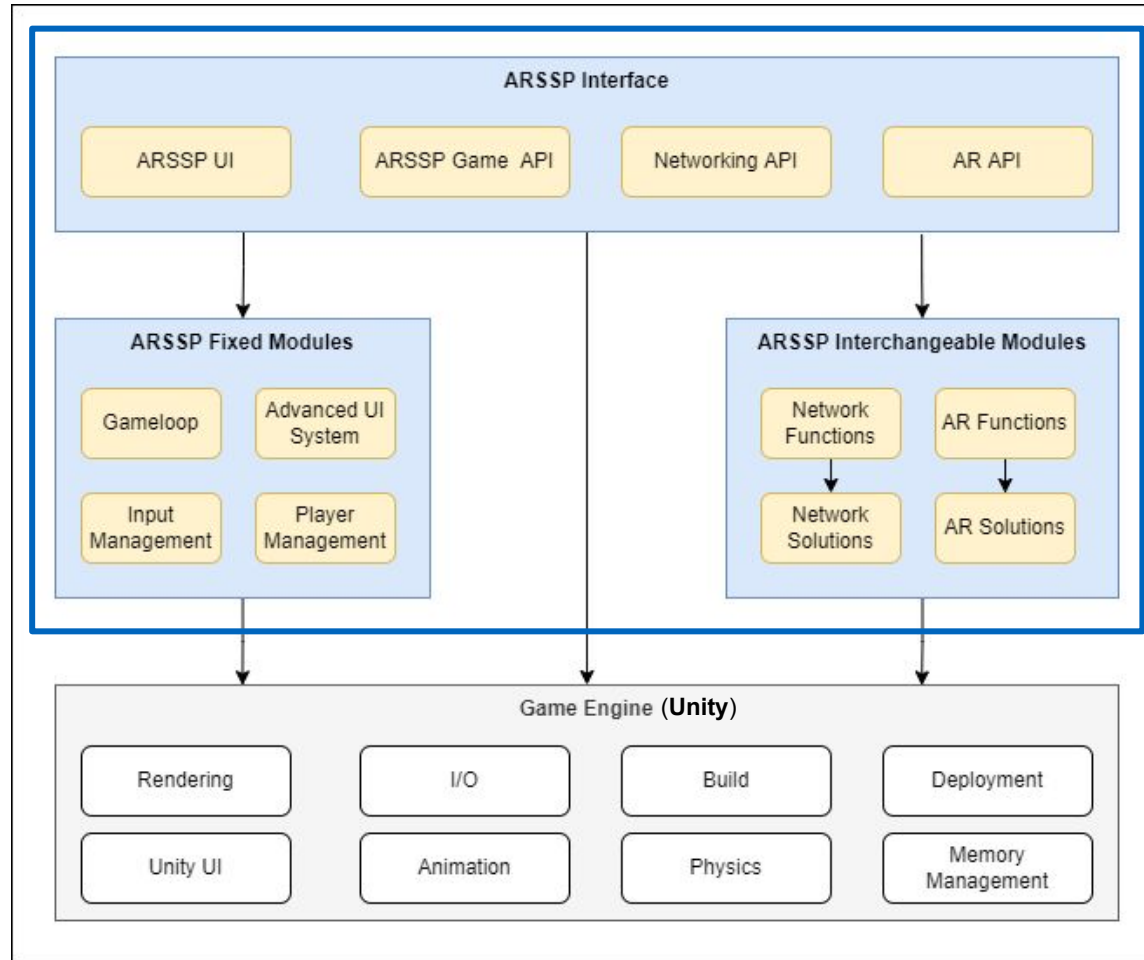 ARSSP Interface
ARSSP UI
ARSSP Game API
Networking API
AR API
ARSSP Fixed Modules
Gameloop
Advanced UI
System
Input
Management
Player
Management
ARSSP Interchangeable Modules
Network
Functions
AR Functions
Network
Solutions
AR Solutions
Game Engine (Unity)
Rendering
I/O
Build
Deployment
Unity UI
Animation
Physics
Memory
Management